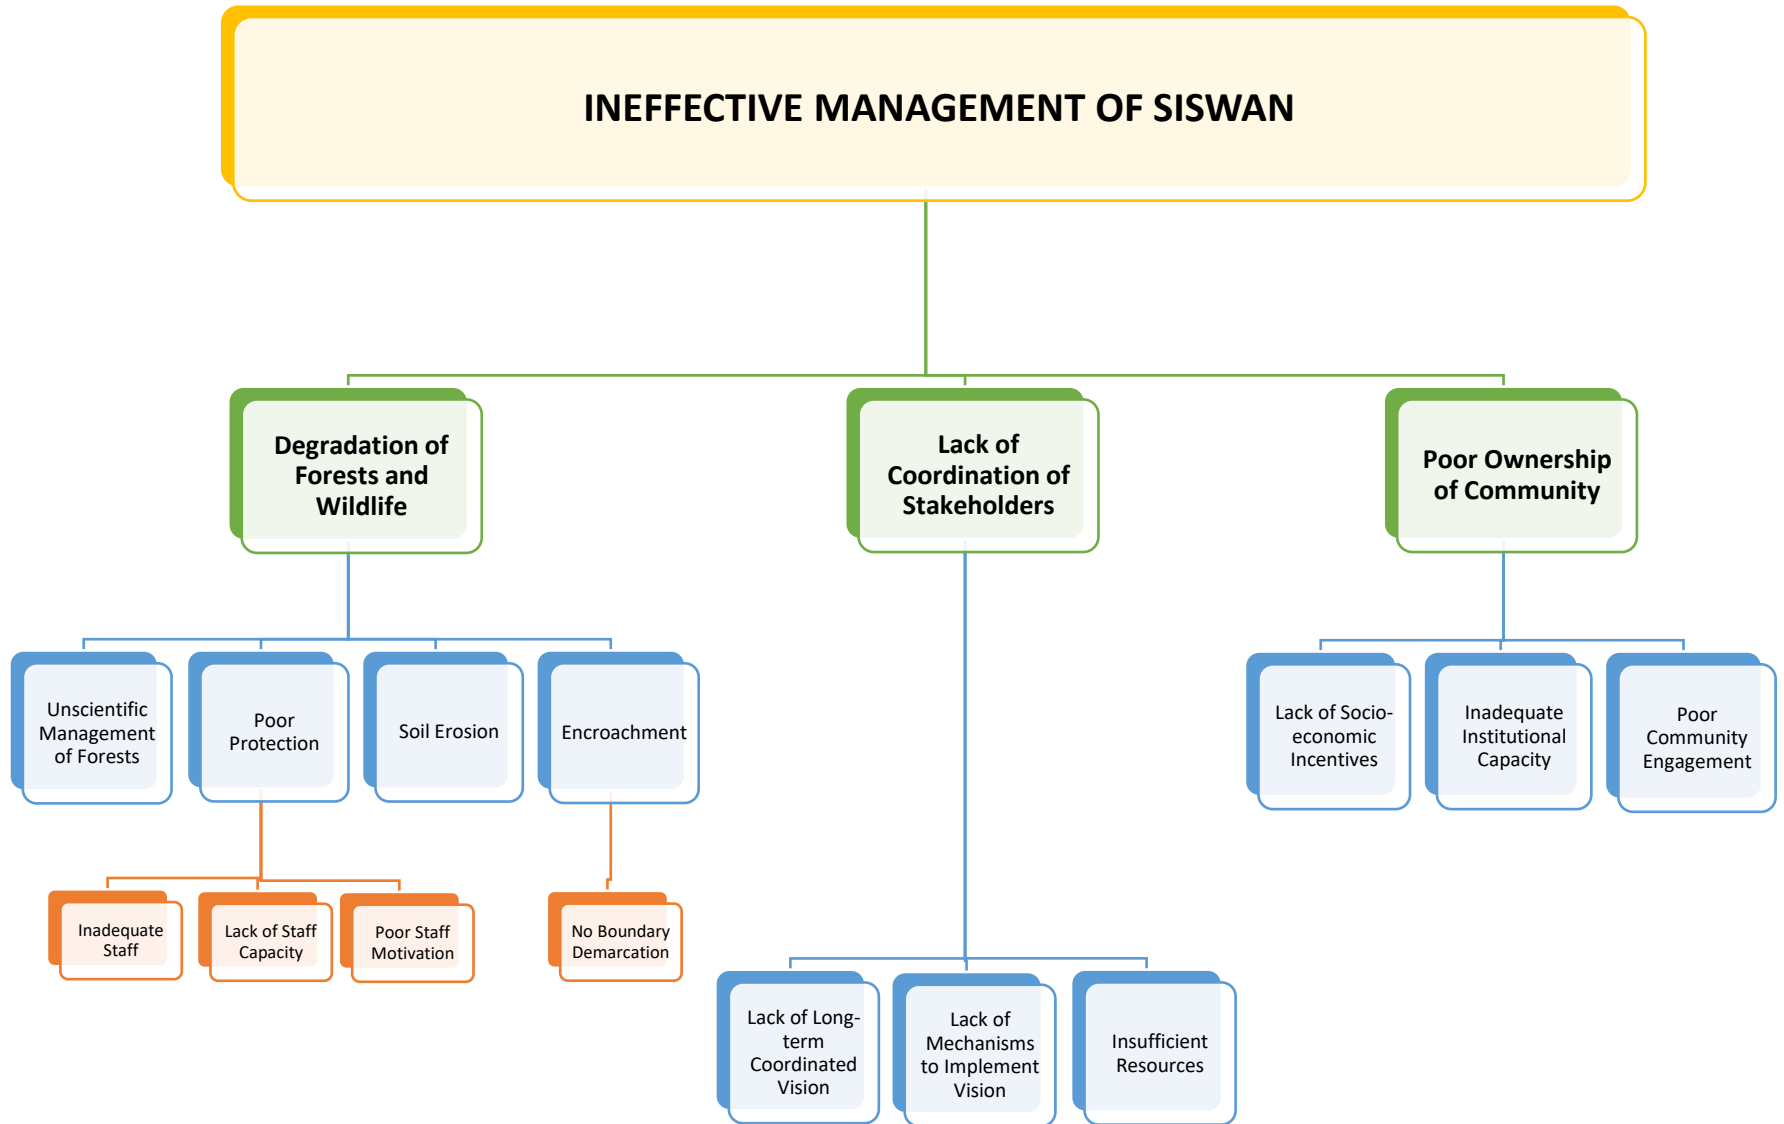 INEFFECTIVE MANAGEMENT OF SISWAN
Degradation of
Forests and
Wildlife
Lack of
Coordination of
Stakeholders
Poor Ownership
of Community
Unscientific
Management
of Forests
Poor
Protection
Soil Erosion
Encroachment
Lack of Socio-
economic
Incentives
Inadequate
Institutional
Capacity
Poor
Community
Engagement
Inadequate
Staff
Lack of Staff
Capacity
Poor Staff
Motivation
No Boundary
Demarcation
Lack of Long-
term
Coordinated
Vision
Lack of
Mechanisms
to Implement
Vision
Insufficient
Resources